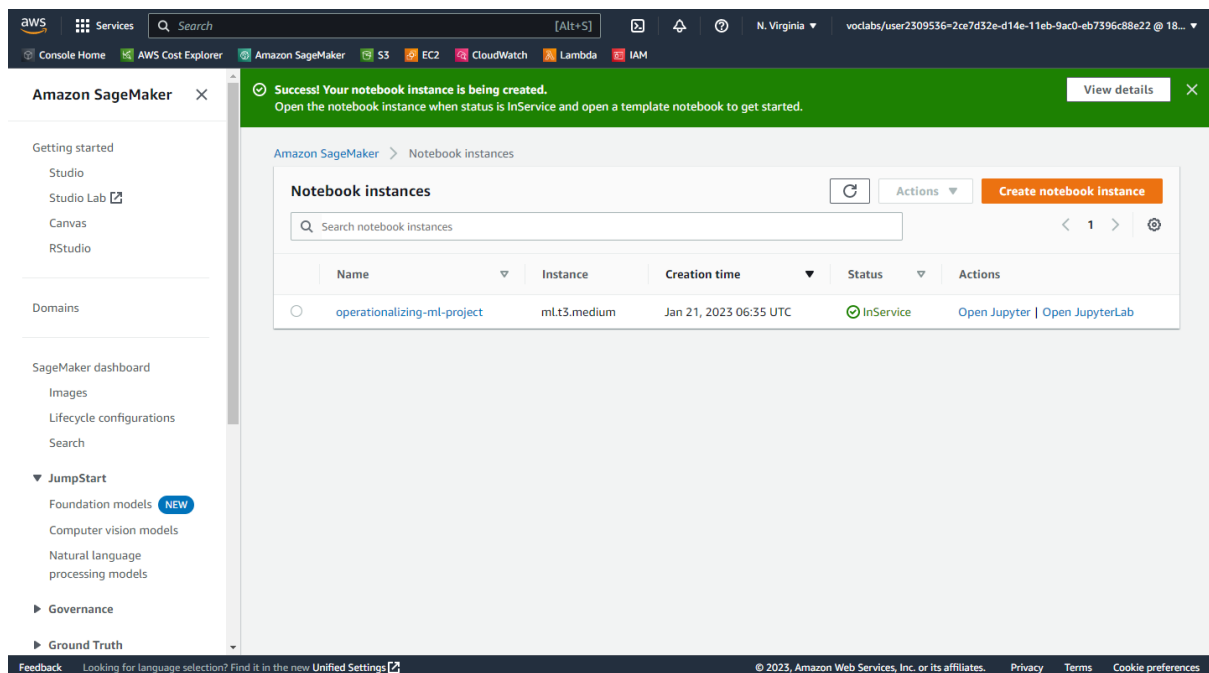 aws Services Search [Alt+S] N. Virginia voclabs/user2309536=2ce7d32e-d14e-11eb-9ac0-eb7396c88e22 @ 18...
Console Home AWS Cost Explorer Amazon SageMaker S3 EC2 CloudWatch Lambda IAM
Amazon SageMaker
Getting started
Studio
Studio Lab
Canvas
RStudio
Domains
SageMaker dashboard
Images
Lifecycle configurations
Search
JumpStart
Foundation models NEW
Computer vision models
Natural language
processing models
Governance
Ground Truth
Success! Your notebook instance is being created.
Open the notebook instance when status is InService and open a template notebook to get started.
View details
Amazon SageMaker > Notebook instances
Notebook instances
Actions
Create notebook instance
Search notebook instances
< 1 >
Name Instance Creation time Status Actions
operationalizing-ml-project ml.t3.medium Jan 21, 2023 06:35 UTC InService Open Jupyter | Open JupyterLab
Feedback Looking for language selection? Find it in the new Unified Settings © 2023, Amazon Web Services, Inc. or its affiliates. Privacy Terms Cookie preferences